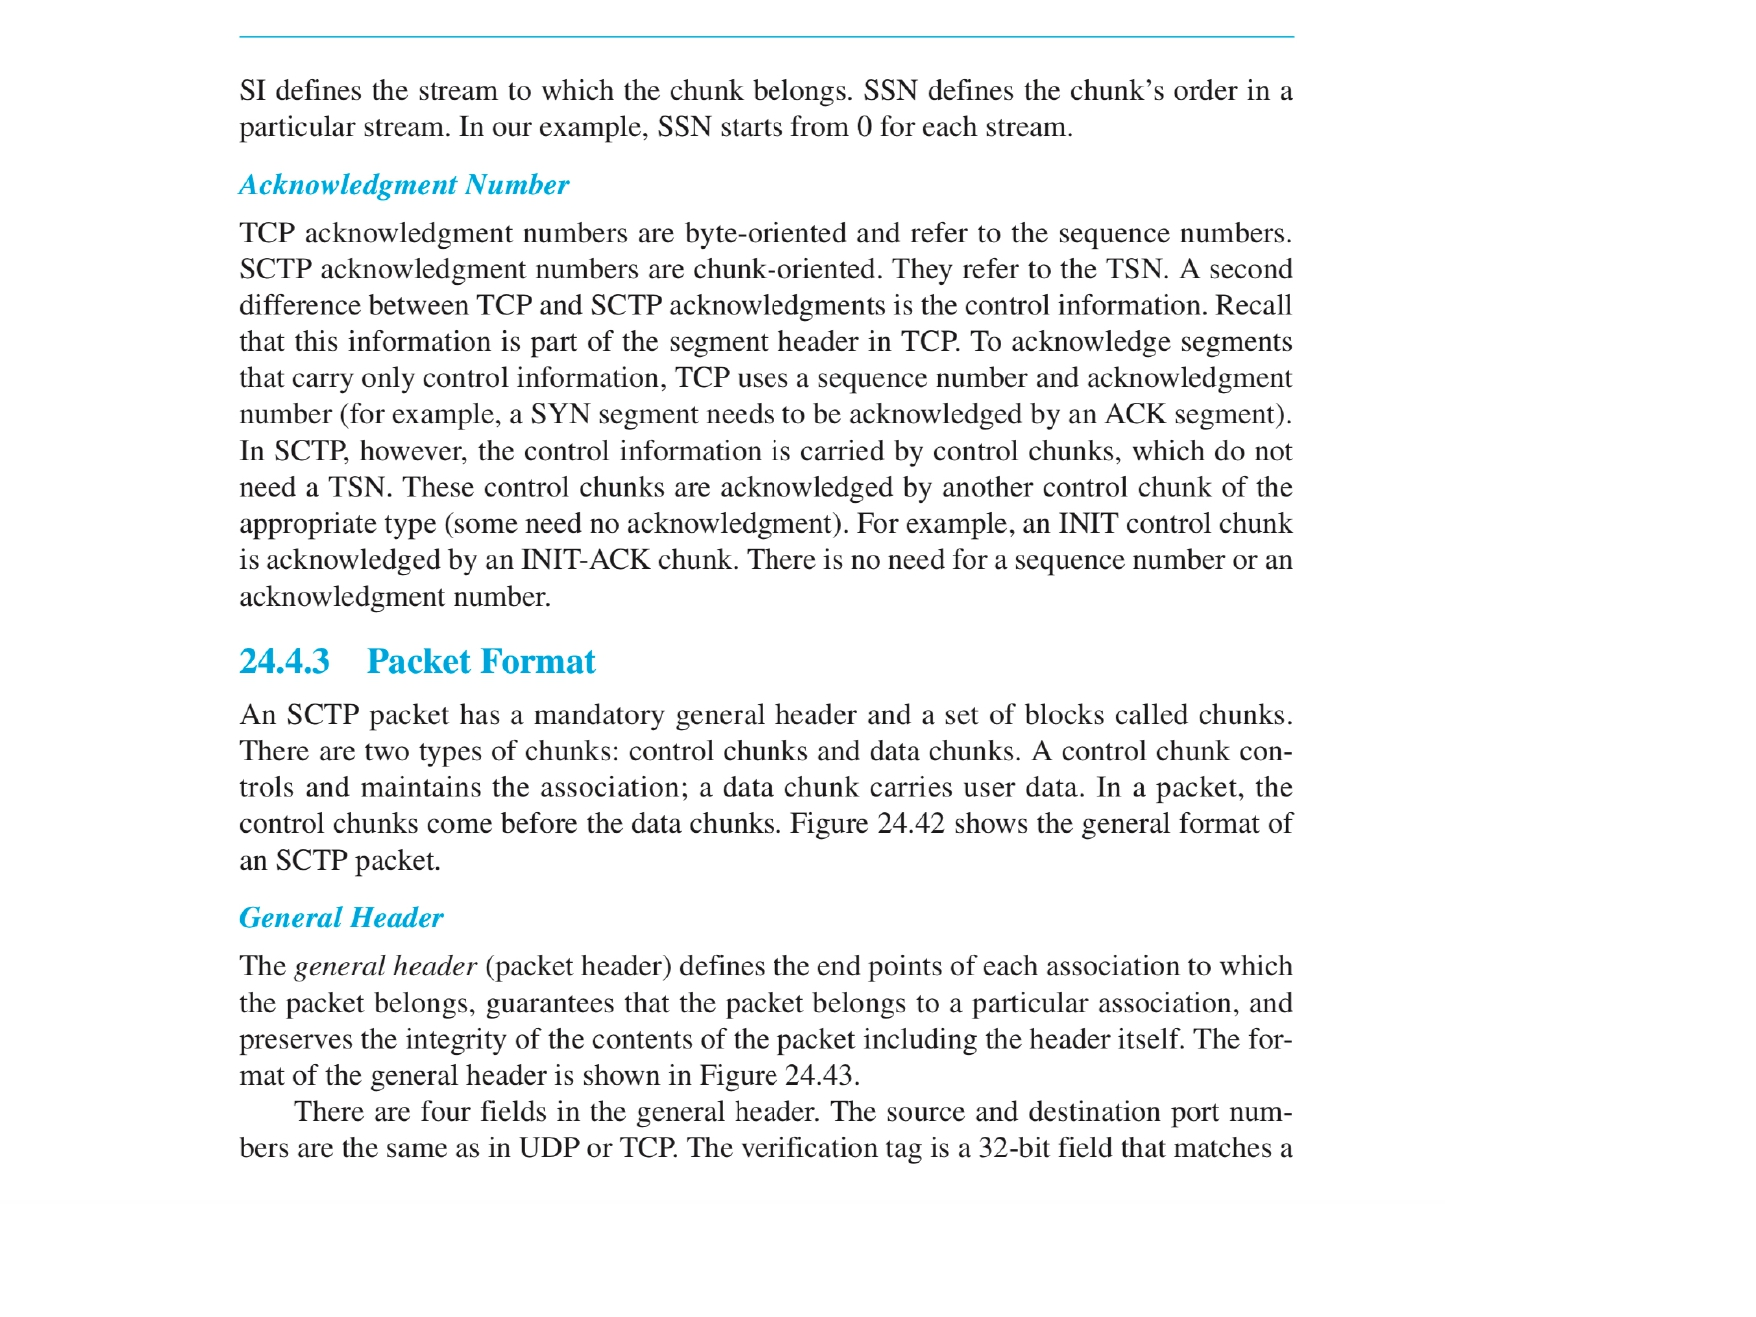 SI defines the stream to which the chunk belongs. SSN defines the chunk’s order in a
particular stream. In our example, SSN starts from 0 for each stream.
Acknowledgment Number
TCP acknowledgment numbers are byte-oriented and refer to the sequence numbers.
SCTP acknowledgment numbers are chunk-oriented. They refer to the TSN. A second
difference between TCP and SCTP acknowledgments is the control information. Recall
that this information is part of the segment header in TCP. To acknowledge segments
that carry only control information, TCP uses a sequence number and acknowledgment
number (for example, a SYN segment needs to be acknowledged by an ACK segment).
In SCTP, however, the control information is carried by control chunks, which do not
need a TSN. These control chunks are acknowledged by another control chunk of the
appropriate type (some need no acknowledgment). For example, an INIT control chunk
is acknowledged by an INIT-ACK chunk. There is no need for a sequence number or an
acknowledgment number.
24.4.3 Packet Format
An SCTP packet has a mandatory general header and a set of blocks called chunks.
There are two types of chunks: control chunks and data chunks. A control chunk con-
trols and maintains the association; a data chunk carries user data. In a packet, the
control chunks come before the data chunks. Figure 24.42 shows the general format of
an SCTP packet.
General Header
The general header (packet header) defines the end points of each association to which
the packet belongs, guarantees that the packet belongs to a particular association, and
preserves the integrity of the contents of the packet including the header itself. The for-
mat of the general header is shown in Figure 24.43.
There are four fields in the general header. The source and destination port num-
bers are the same as in UDP or TCP. The verification tag is a 32-bit field that matches a